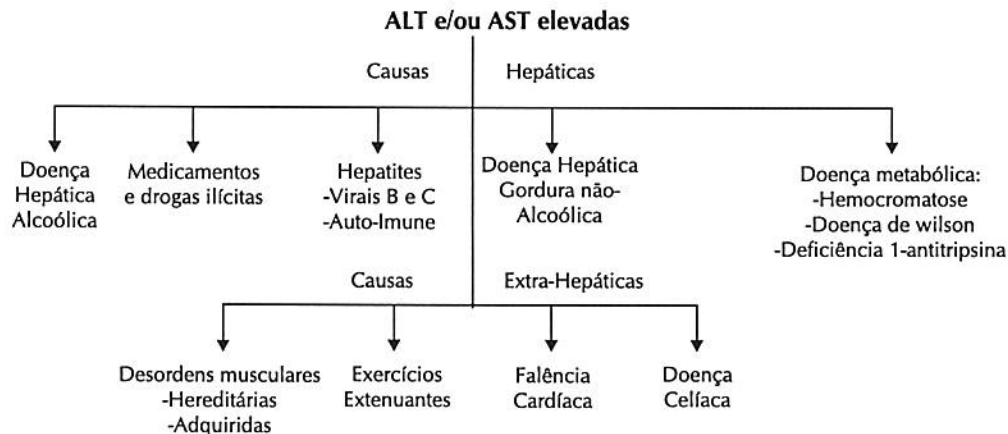 ALT e/ou AST elevadas
Causas Hepáticas
Doença
Hepática
Alcoólica
Medicamentos
e drogas ilícitas
Hepatites
-Virais B e C
-Auto-Imune
Doença Hepática
Gordura não-
Alcoólica
Doença metabólica:
-Hemocromatose
-Doença de wilson
-Deficiência 1-antitripsina
Causas Extra-Hepáticas
Desordens musculares
-Hereditárias
-Adquiridas
Exercícios
Extenuantes
Falência
Cardíaca
Doença
Celíaca